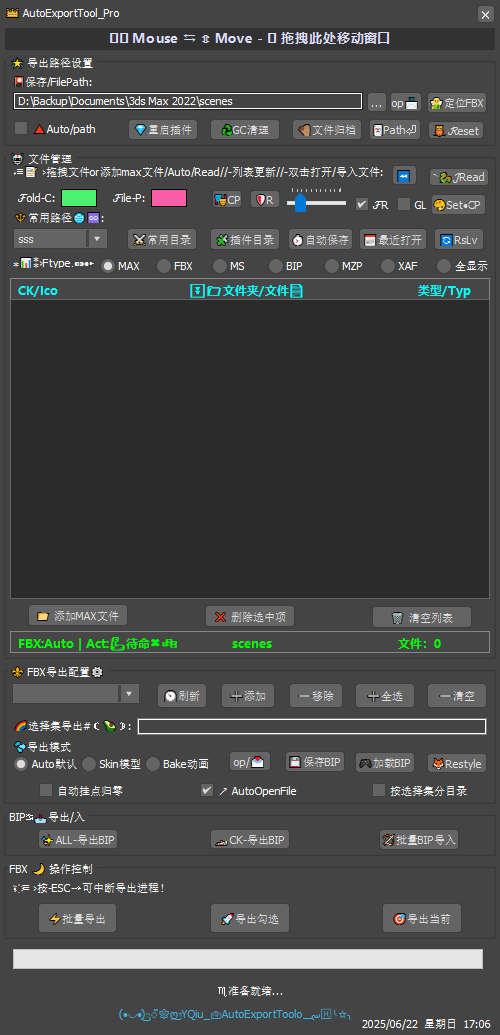 AutoExportTool_Pro
Mouse ⇆ ⇕ Move - 拖拽此处移动窗口
导出路径设置
保存/FilePath:
D:\Backup\Documents\3ds Max 2022\scenes ... op 定位FBX
Auto/path 重启插件 GC清理 文件归档 Path Reset
文件管理
拖拽文件or添加max文件/Auto/Read//-列表更新//-双击打开/导入文件: Read
Fold-C: File-P: CP R FR GL Set•CP
常用路径:
sss 常用目录 插件目录 自动保存 最近打开 RsLv
Ftype. MAX FBX MS BIP MZP XAF 全显示
CK/Ico 文件夹/文件 类型/Typ
添加MAX文件 删除选中项 清空列表
FBX:Auto | Act: 待命 scenes 文件: 0
FBX导出配置
刷新 +添加 —移除 +全选 —清空
选择集导出# :
导出模式
Auto默认 Skin模型 Bake动画 op/ 保存BIP 加载BIP Restyle
自动挂点归零 AutoOpenFile 按选择集分目录
BIP 导出/入
ALL-导出BIP CK-导出BIP 批量BIP导入
FBX 操作控制
按-ESC→可中断导出进程!
批量导出 导出勾选 导出当前
准备就绪...
YQiu_ AutoExportToolo
2025/06/22 星期日 17:06